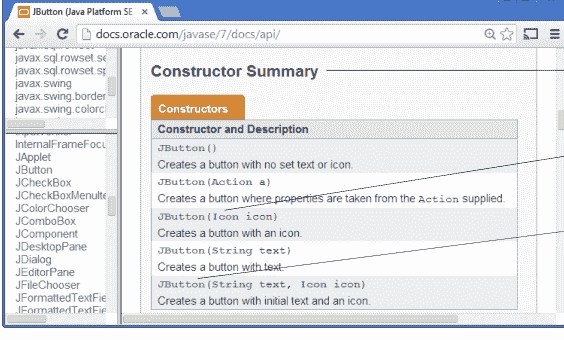 JButton (Java Platform SE
docs.oracle.com/javase/7/docs/api/
javax.sql.rowset.se
javax.sql.rowset.sp
javax.swing
javax.swing.border
javax.swing.colorc
InternalFrameFocu
JApplet
JButton
JCheckBox
JCheckBoxMenuIte
JColorChooser
JComboBox
JComponent
JDesktopPane
JDialog
JEditorPane
JFileChooser
JFormattedTextFie
JFormattedTextFie
Constructor Summary
Constructors
Constructor and Description
JButton()
Creates a button with no set text or icon.
JButton(Action a)
Creates a button where properties are taken from the Action supplied.
JButton(Icon icon)
Creates a button with an icon.
JButton(String text)
Creates a button with text.
JButton(String text, Icon icon)
Creates a button with initial text and an icon.